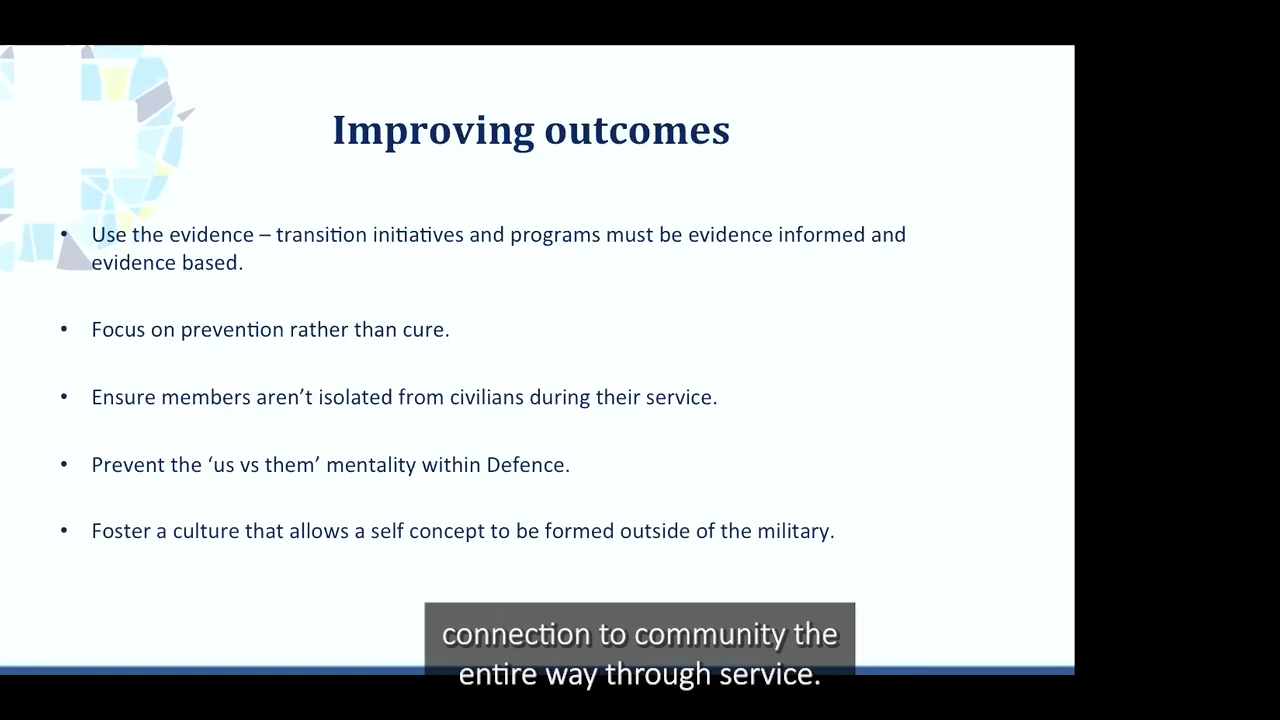 Improving outcomes
• Use the evidence – transition initiatives and programs must be evidence informed and
evidence based.
• Focus on prevention rather than cure.
• Ensure members aren’t isolated from civilians during their service.
• Prevent the ‘us vs them’ mentality within Defence.
• Foster a culture that allows a self concept to be formed outside of the military.
connection to community the
entire way through service.